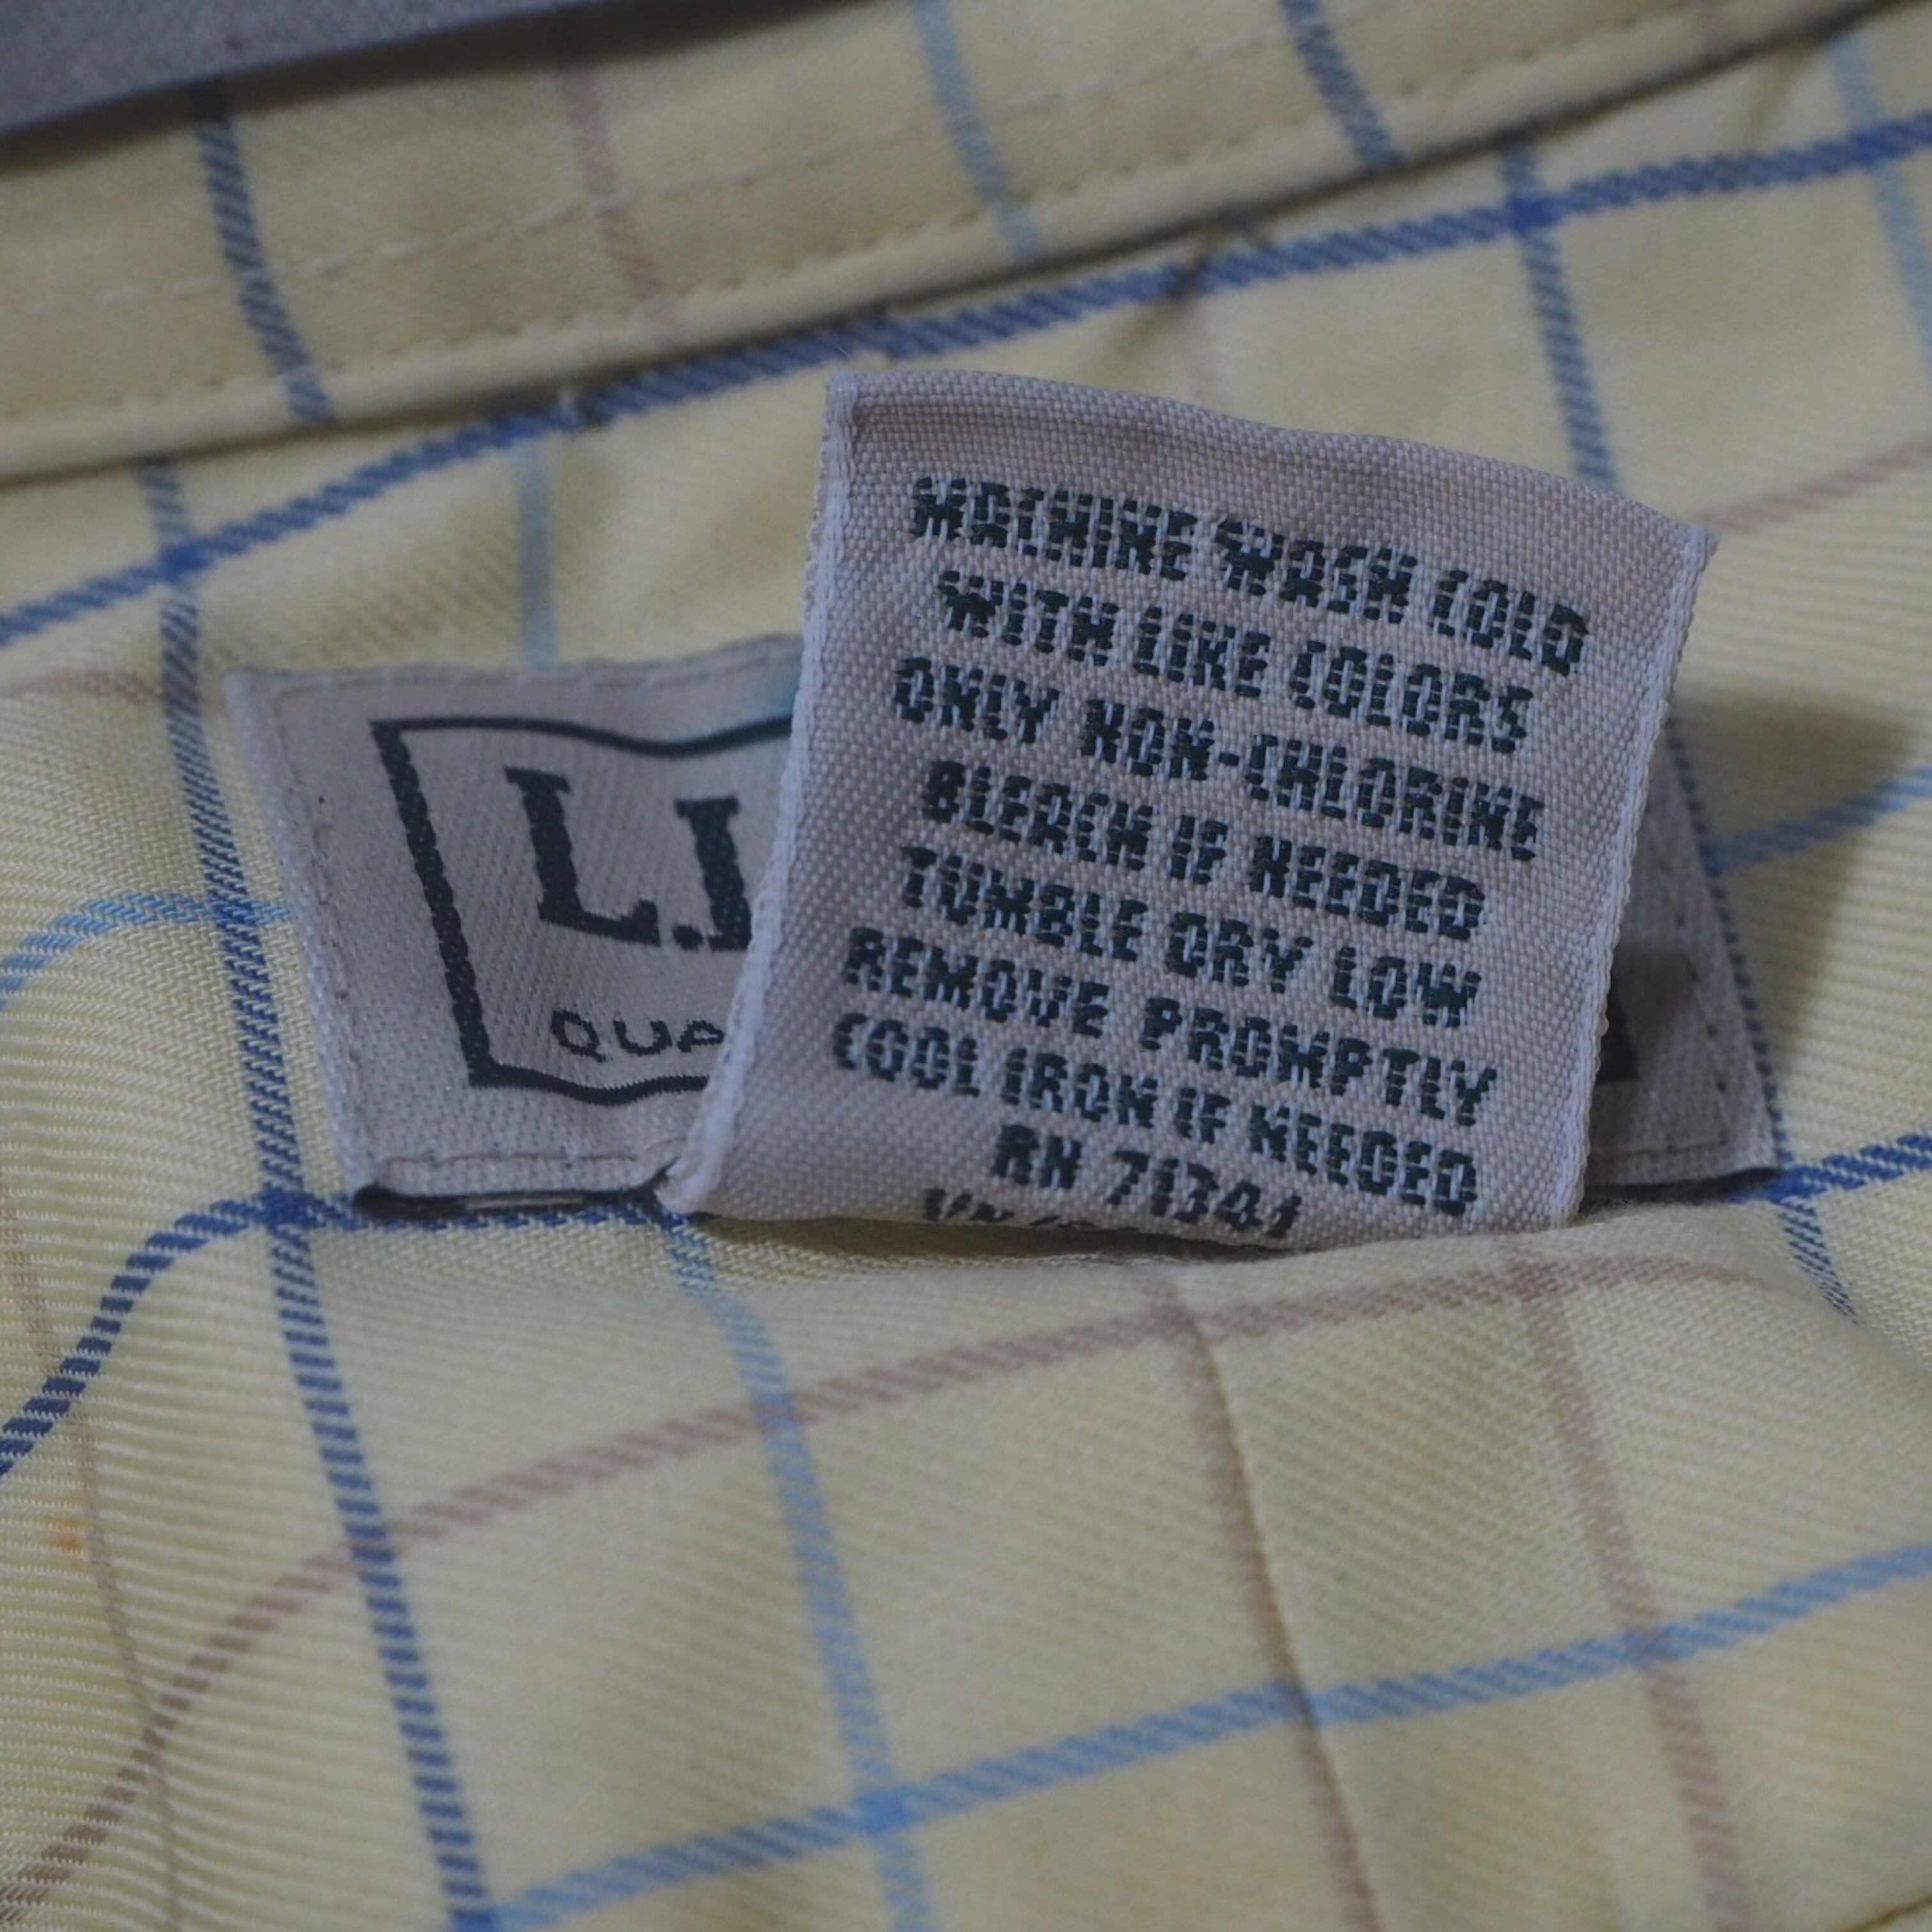 MACHINE WASH COLD
WITH LIKE COLORS
ONLY NON-CHLORINE
BLEACH IF NEEDED
TUMBLE DRY LOW
REMOVE PROMPTLY
COOL IRON IF NEEDED
RN 71341
L.L
QUA